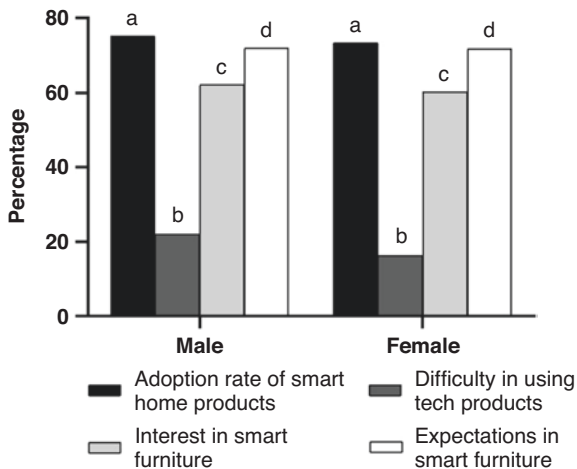 80
60
40
20
0
Percentage
a
b
c
d
a
b
c
d
Male
Female
Adoption rate of smart
home products
Difficulty in using
tech products
Interest in smart
furniture
Expectations in
smart furniture